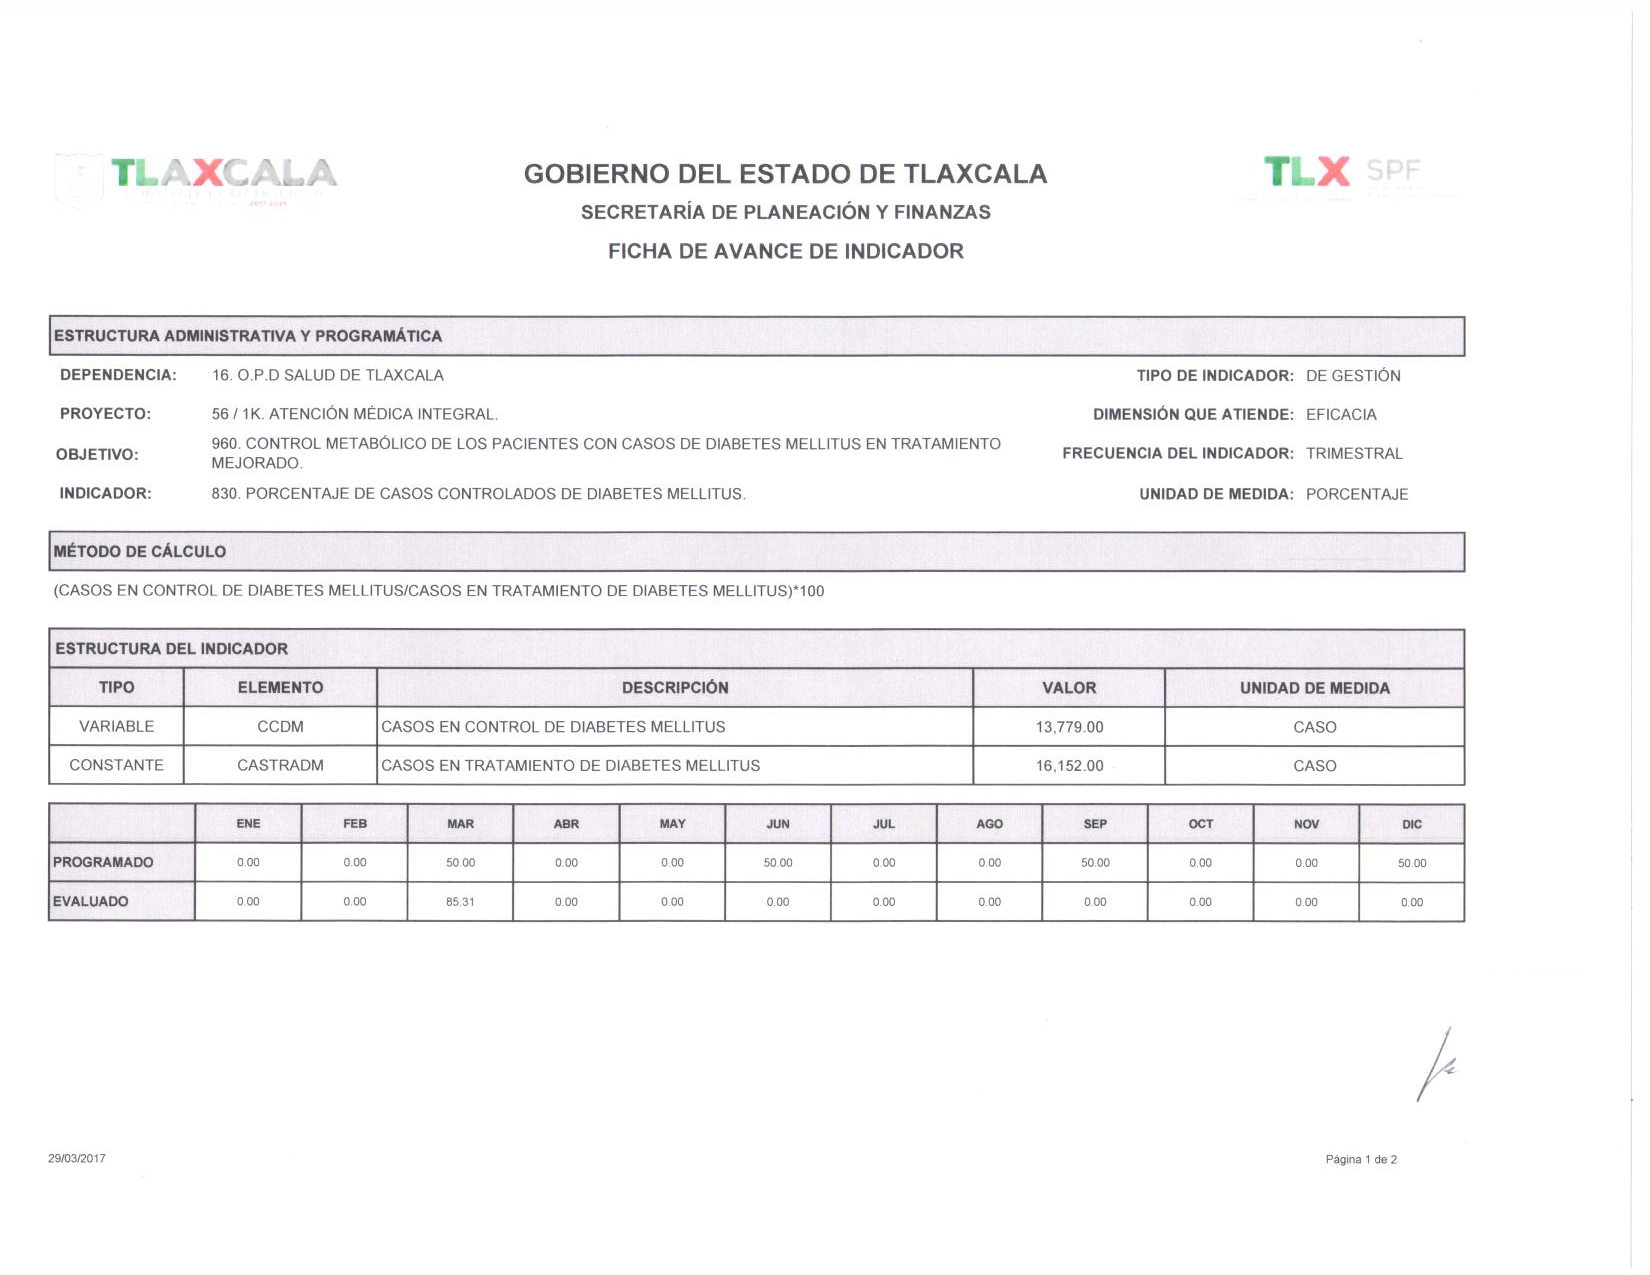 TLAXCALA
2017-2021
GOBIERNO DEL ESTADO DE TLAXCALA
SECRETARÍA DE PLANEACIÓN Y FINANZAS
FICHA DE AVANCE DE INDICADOR
TLX SPF
ESTRUCTURA ADMINISTRATIVA Y PROGRAMÁTICA
DEPENDENCIA: 16. O.P.D SALUD DE TLAXCALA TIPO DE INDICADOR: DE GESTIÓN
PROYECTO: 56 / 1K. ATENCIÓN MÉDICA INTEGRAL. DIMENSIÓN QUE ATIENDE: EFICACIA
OBJETIVO: 960. CONTROL METABÓLICO DE LOS PACIENTES CON CASOS DE DIABETES MELLITUS EN TRATAMIENTO
MEJORADO. FRECUENCIA DEL INDICADOR: TRIMESTRAL
INDICADOR: 830. PORCENTAJE DE CASOS CONTROLADOS DE DIABETES MELLITUS. UNIDAD DE MEDIDA: PORCENTAJE
MÉTODO DE CÁLCULO
(CASOS EN CONTROL DE DIABETES MELLITUS/CASOS EN TRATAMIENTO DE DIABETES MELLITUS)*100
ESTRUCTURA DEL INDICADOR
TIPO ELEMENTO DESCRIPCIÓN VALOR UNIDAD DE MEDIDA
VARIABLE CCDM CASOS EN CONTROL DE DIABETES MELLITUS 13,779.00 CASO
CONSTANTE CASTRADM CASOS EN TRATAMIENTO DE DIABETES MELLITUS 16,152.00 CASO
ENE FEB MAR ABR MAY JUN JUL AGO SEP OCT NOV DIC
PROGRAMADO 0.00 0.00 50.00 0.00 0.00 50.00 0.00 0.00 50.00 0.00 0.00 50.00
EVALUADO 0.00 0.00 85.31 0.00 0.00 0.00 0.00 0.00 0.00 0.00 0.00 0.00
29/03/2017 Página 1 de 2